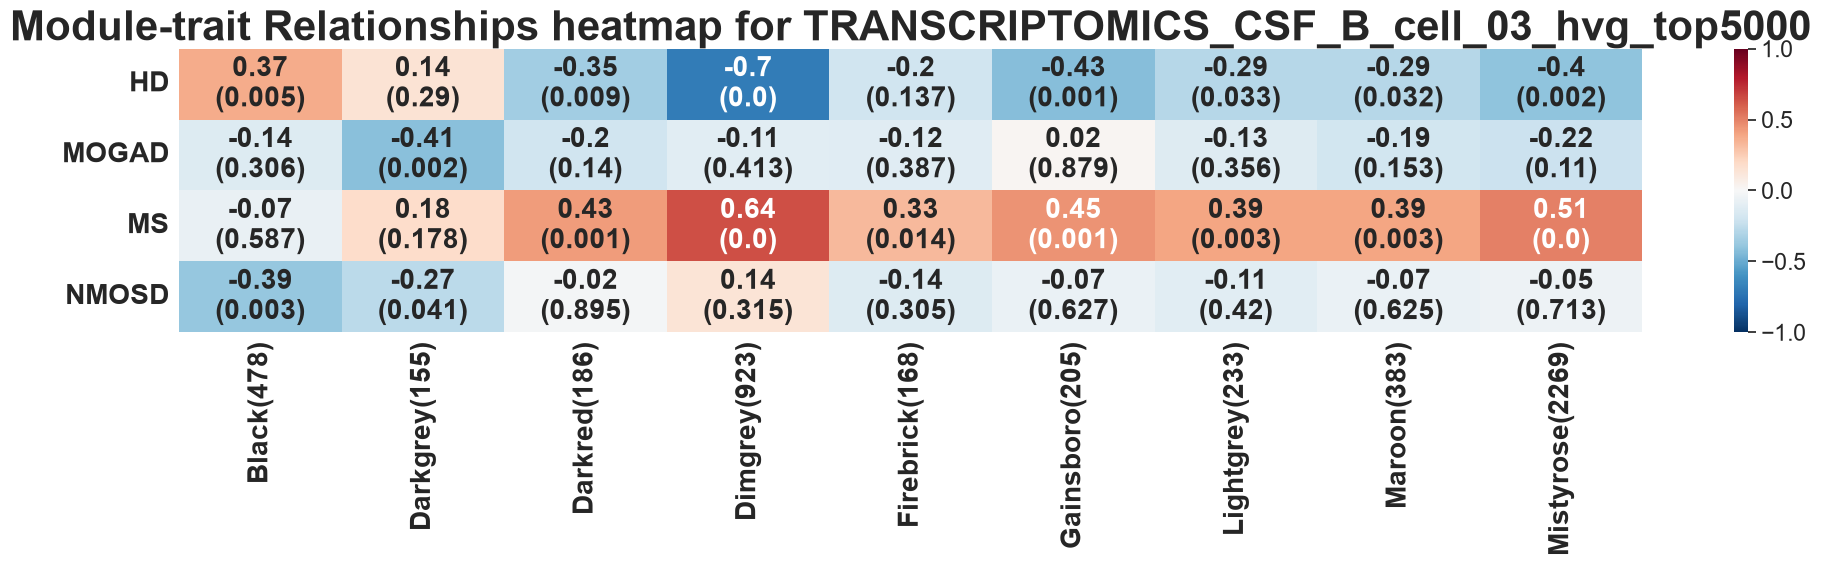 Module-trait Relationships heatmap for TRANSCRIPTOMICS_CSF_B_cell_03_hvg_top5000
HD
0.37 0.14 -0.35 -0.7 -0.2 -0.43 -0.29 -0.29 -0.4
(0.005) (0.29) (0.009) (0.0) (0.137) (0.001) (0.033) (0.032) (0.002)
MOGAD
-0.14 -0.41 -0.2 -0.11 -0.12 0.02 -0.13 -0.19 -0.22
(0.306) (0.002) (0.14) (0.413) (0.387) (0.879) (0.356) (0.153) (0.11)
MS
-0.07 0.18 0.43 0.64 0.33 0.45 0.39 0.39 0.51
(0.587) (0.178) (0.001) (0.0) (0.014) (0.001) (0.003) (0.003) (0.0)
NMOSD
-0.39 -0.27 -0.02 0.14 -0.14 -0.07 -0.11 -0.07 -0.05
(0.003) (0.041) (0.895) (0.315) (0.305) (0.627) (0.42) (0.625) (0.713)
Black(478)
Darkgrey(155)
Darkred(186)
Dimgrey(923)
Firebrick(168)
Gainsboro(205)
Lightgrey(233)
Maroon(383)
Mistyrose(2269)
1.0
0.5
0.0
−0.5
−1.0